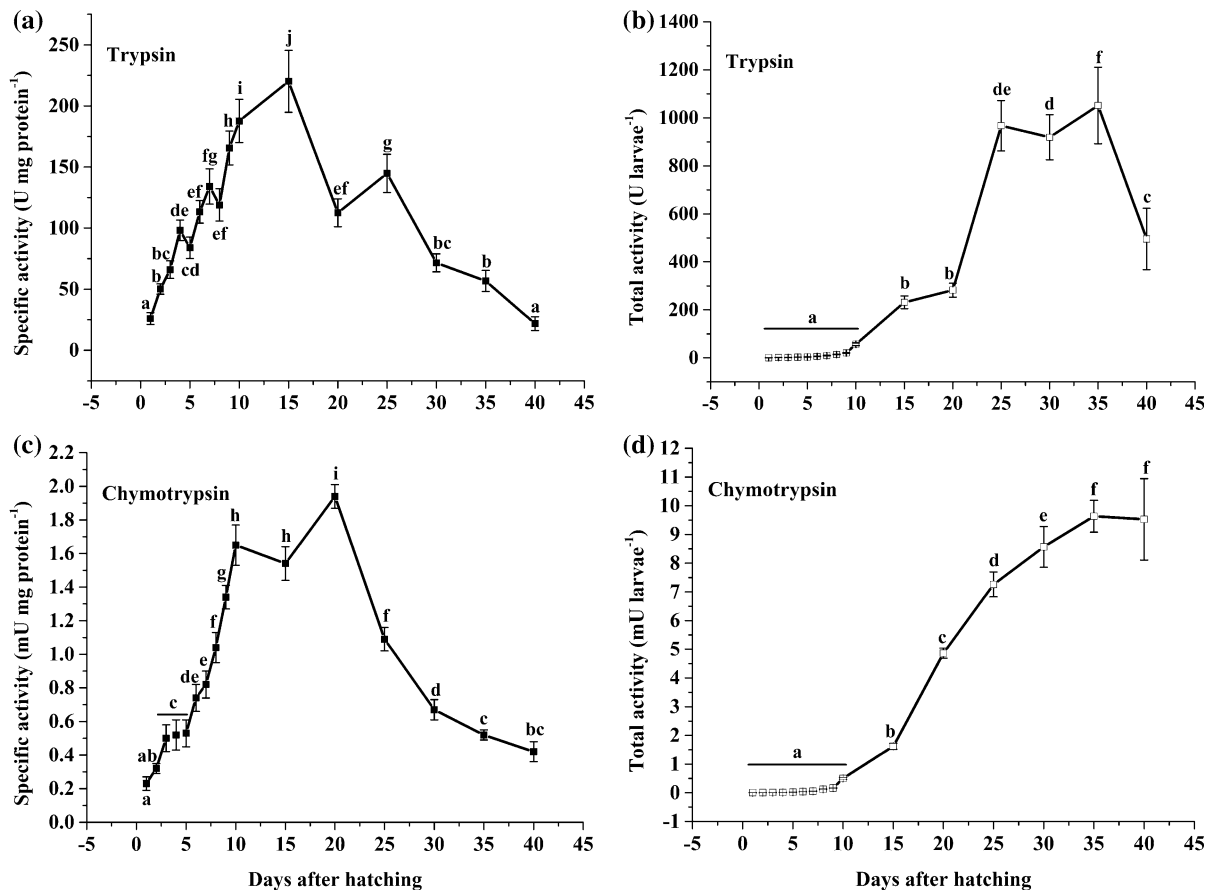 (a)
Trypsin
Specific activity (U mg protein⁻¹)
250
200
150
100
50
0
a
b
bc
de
cd
ef
fg
ef
h
i
j
ef
g
bc
b
a
-5 0 5 10 15 20 25 30 35 40 45
(b)
Trypsin
Total activity (U larvae⁻¹)
1400
1200
1000
800
600
400
200
0
a
b
b
de
d
f
c
-5 0 5 10 15 20 25 30 35 40 45
(c)
Chymotrypsin
Specific activity (mU mg protein⁻¹)
2.2
2.0
1.8
1.6
1.4
1.2
1.0
0.8
0.6
0.4
0.2
0.0
a
ab
c
de
e
f
g
h
h
i
f
d
c
bc
-5 0 5 10 15 20 25 30 35 40 45
Days after hatching
(d)
Chymotrypsin
Total activity (mU larvae⁻¹)
12
11
10
9
8
7
6
5
4
3
2
1
0
-1
a
b
c
d
e
f
f
-5 0 5 10 15 20 25 30 35 40 45
Days after hatching